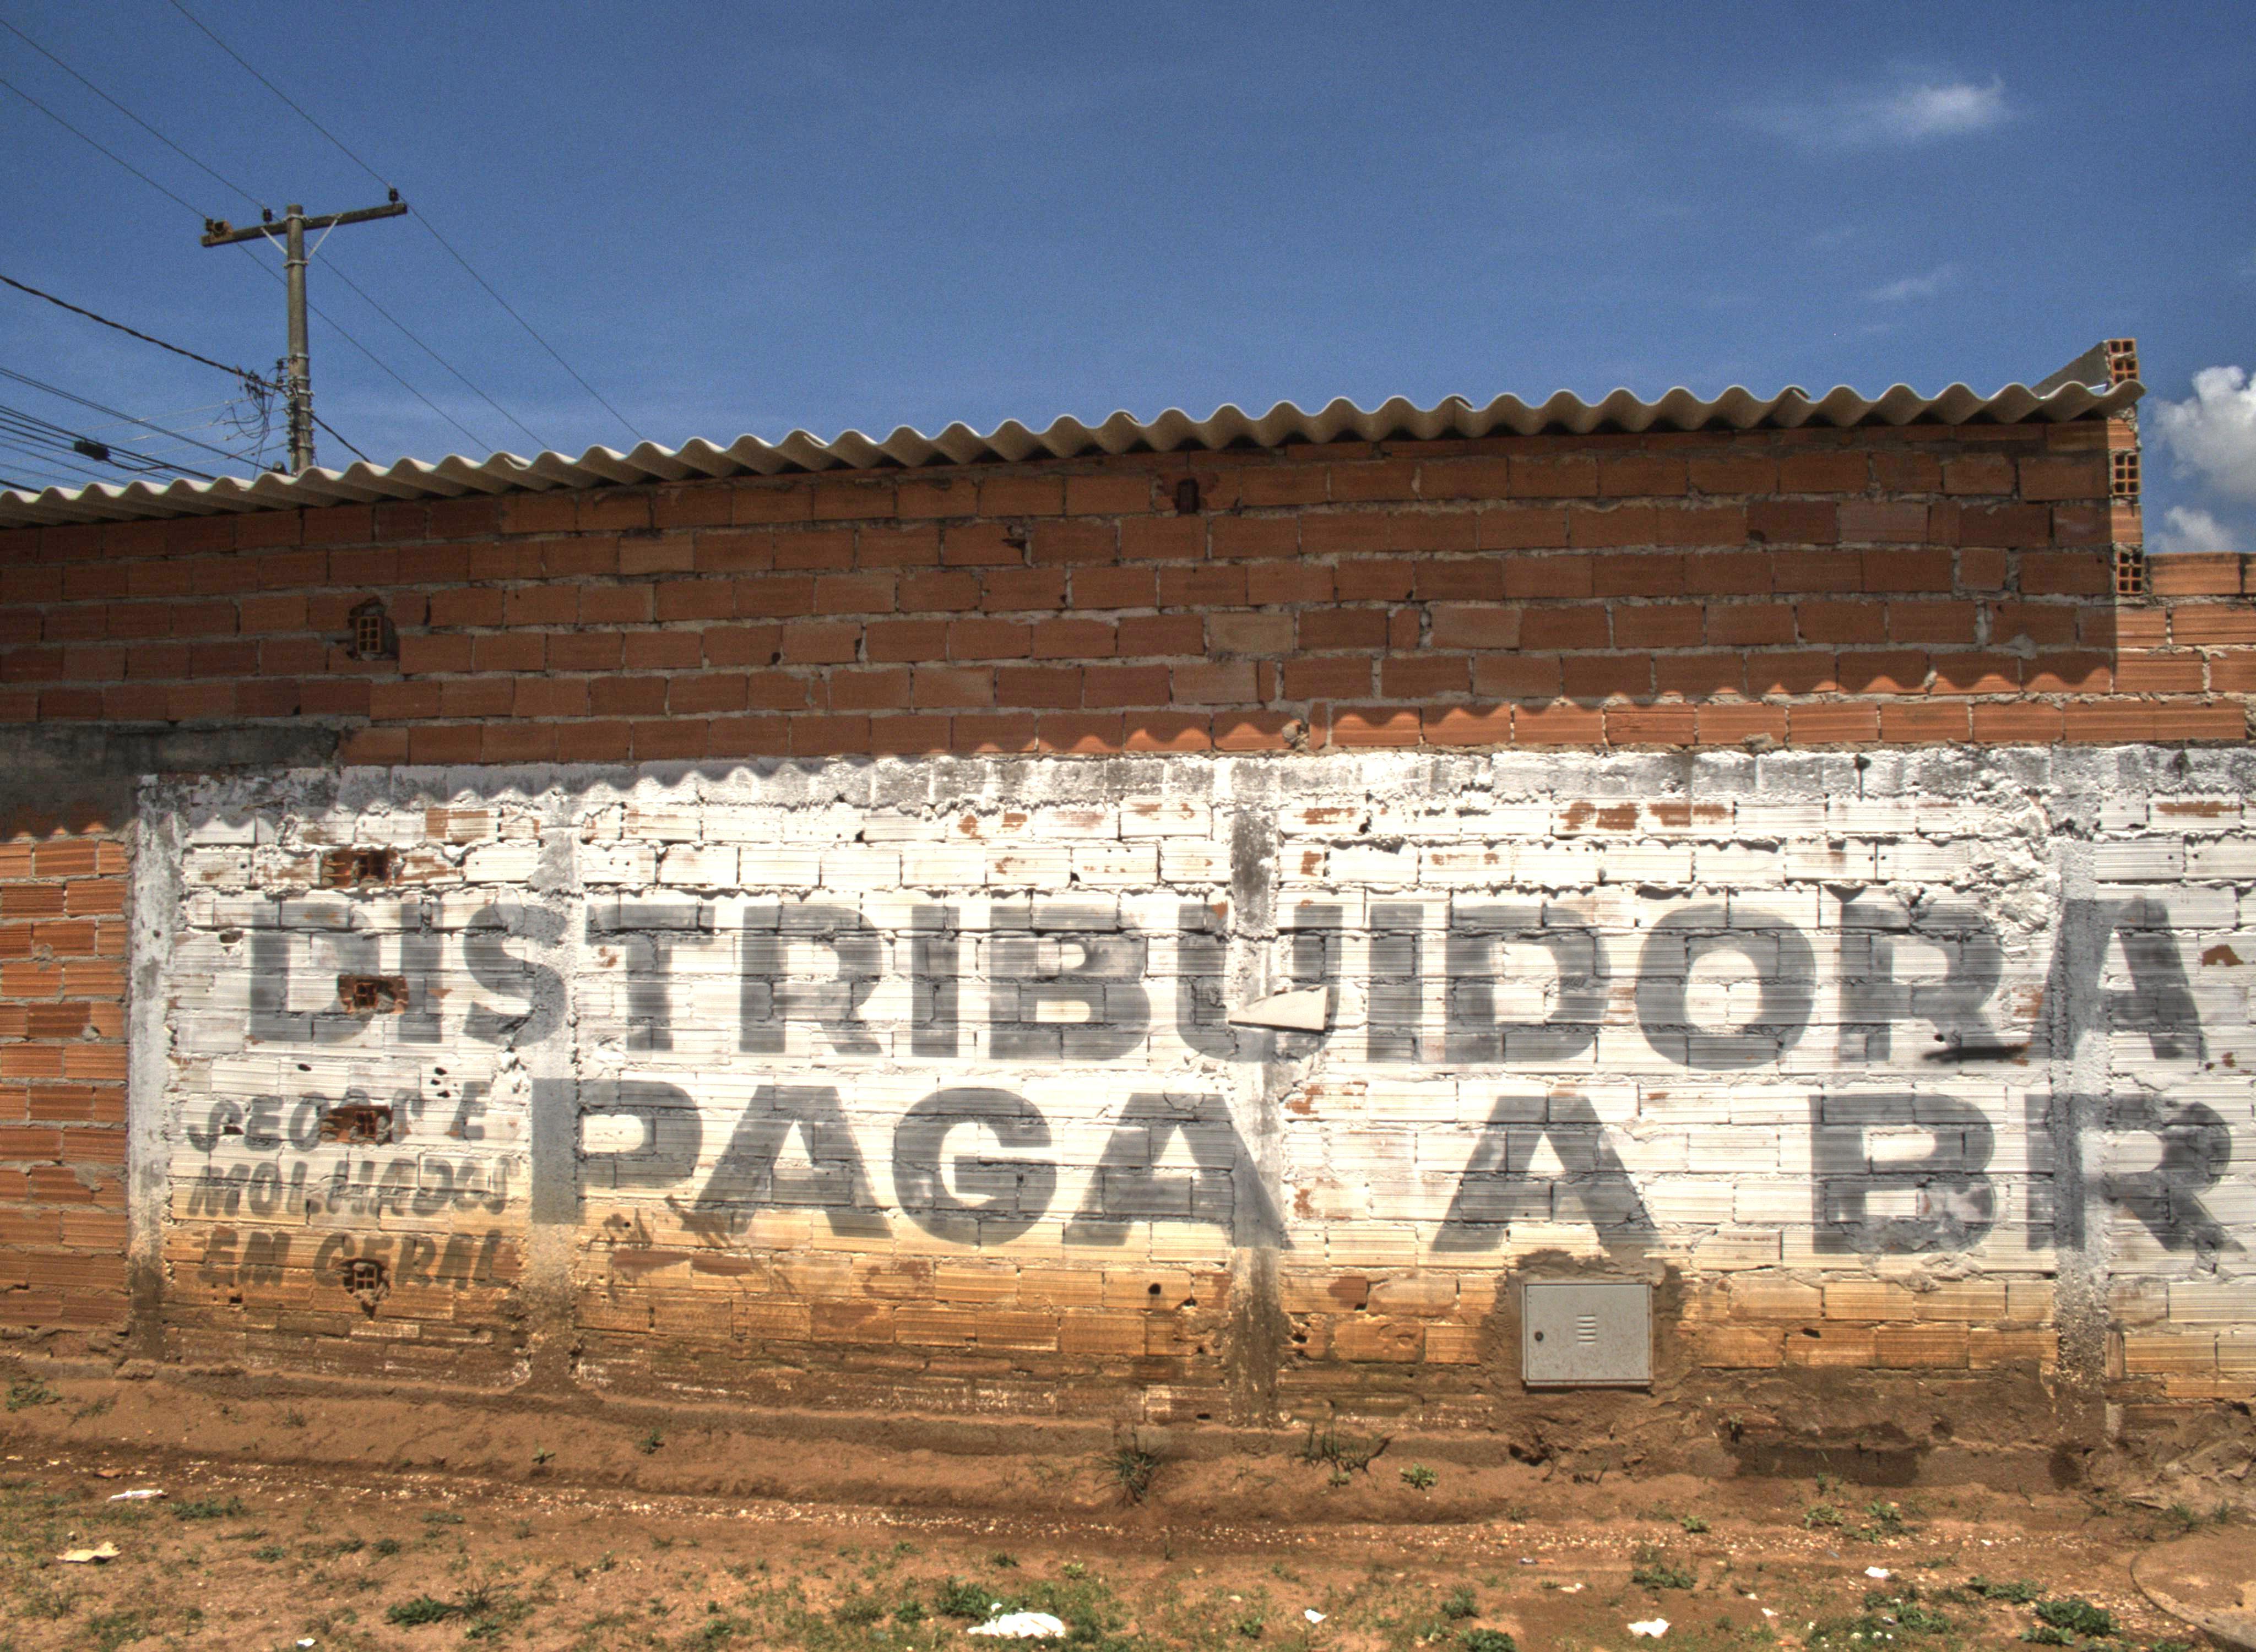 DISTRIBUIDORA
PAGA A BR
SECOS E
MOLHADOS
EM GERAL